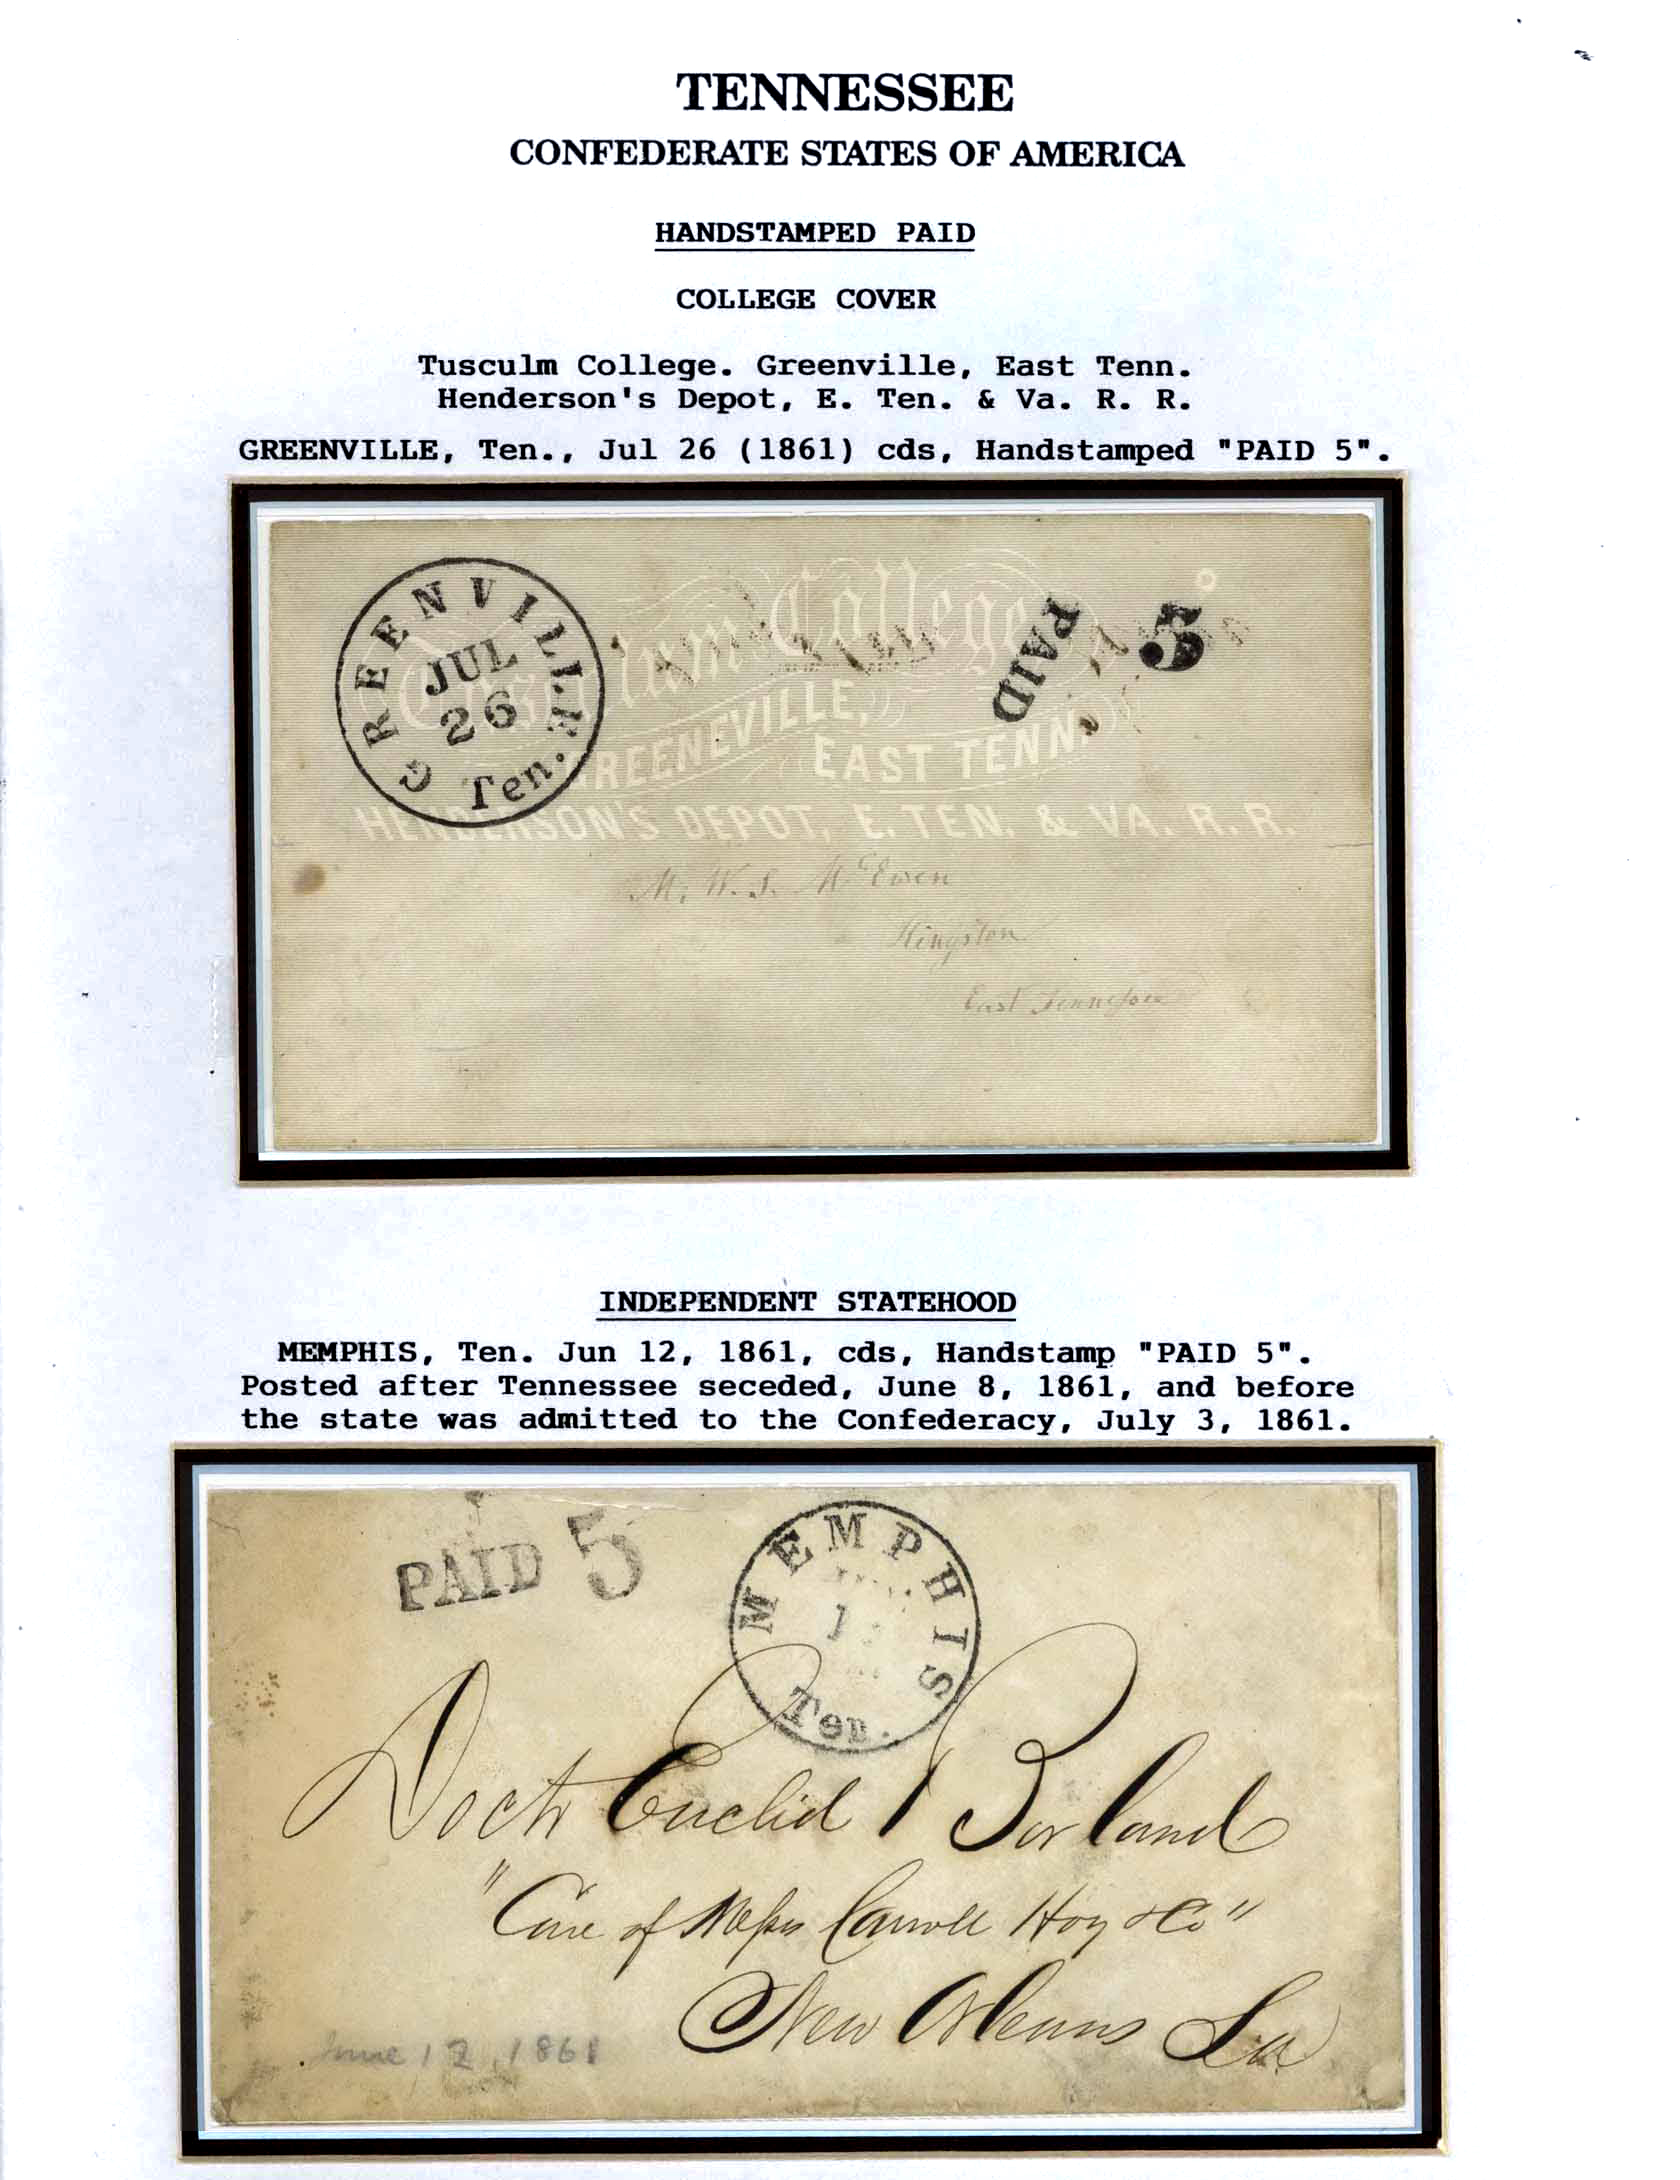 TENNESSEE
CONFEDERATE STATES OF AMERICA
HANDSTAMPED PAID
COLLEGE COVER
Tusculm College. Greenville, East Tenn.
Henderson's Depot, E. Ten. & Va. R. R.
GREENVILLE, Ten., Jul 26 (1861) cds, Handstamped "PAID 5".
GREENVILLE
JUL
26
Ten.
College
PAID
5
GREENEVILLE,
EAST TENN.
HENDERSON'S DEPOT, E. TEN. & VA. R. R.
M. W. S. McEwen
Kingston
East Tennessee
INDEPENDENT STATEHOOD
MEMPHIS, Ten. Jun 12, 1861, cds, Handstamp "PAID 5".
Posted after Tennessee seceded, June 8, 1861, and before
the state was admitted to the Confederacy, July 3, 1861.
PAID 5
MEMPHIS
Ten.
Doctr Euclid Borland
"Care of Messrs Carroll Hoy & Co"
New Orleans La
June 12, 1861